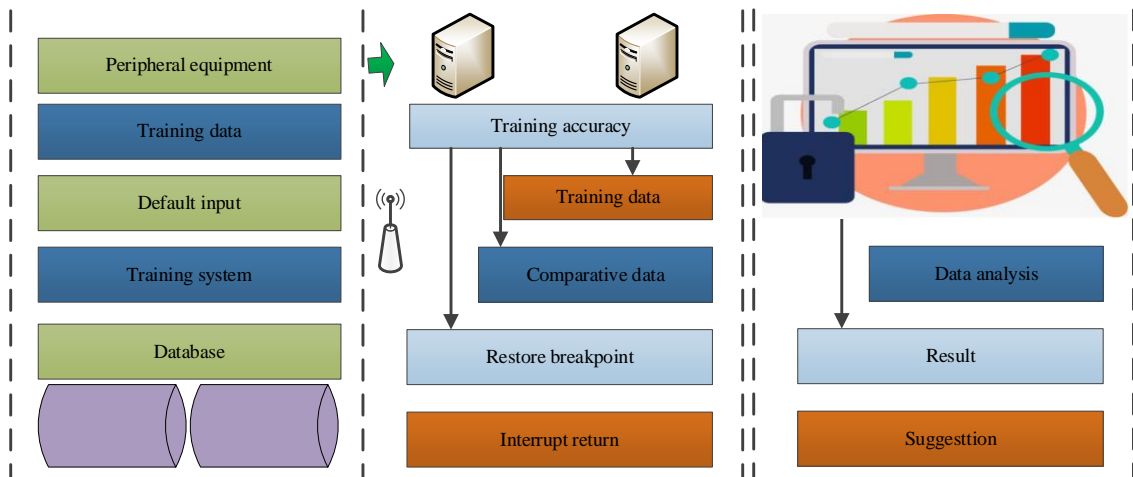 Peripheral equipment
Training data
Default input
Training system
Database
Training accuracy
Training data
Comparative data
Restore breakpoint
Interrupt return
Data analysis
Result
Suggesttion